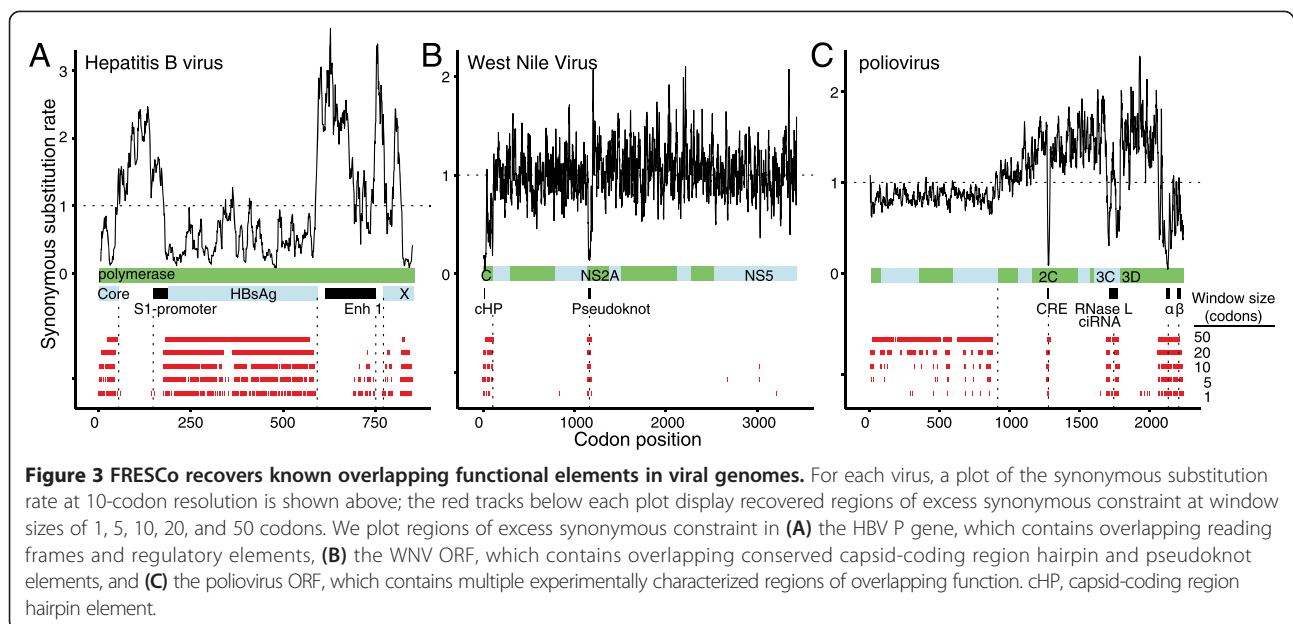 A
Hepatitis B virus
Synonymous substitution rate
3
2
1
0
polymerase
Core
HBsAg
X
S1-promoter
Enh 1
0
250
500
750
B
West Nile Virus
2
1
0
C
NS2A
NS5
cHP
Pseudoknot
0
1000
2000
3000
Codon position
C
poliovirus
2
1
0
2C
3C
3D
CRE
RNase L
ciRNA
α
β
0
500
1000
1500
2000
Window size
(codons)
50
20
10
5
1
Figure 3 FRESCo recovers known overlapping functional elements in viral genomes. For each virus, a plot of the synonymous substitution
rate at 10-codon resolution is shown above; the red tracks below each plot display recovered regions of excess synonymous constraint at window
sizes of 1, 5, 10, 20, and 50 codons. We plot regions of excess synonymous constraint in (A) the HBV P gene, which contains overlapping reading
frames and regulatory elements, (B) the WNV ORF, which contains overlapping conserved capsid-coding region hairpin and pseudoknot
elements, and (C) the poliovirus ORF, which contains multiple experimentally characterized regions of overlapping function. cHP, capsid-coding region
hairpin element.